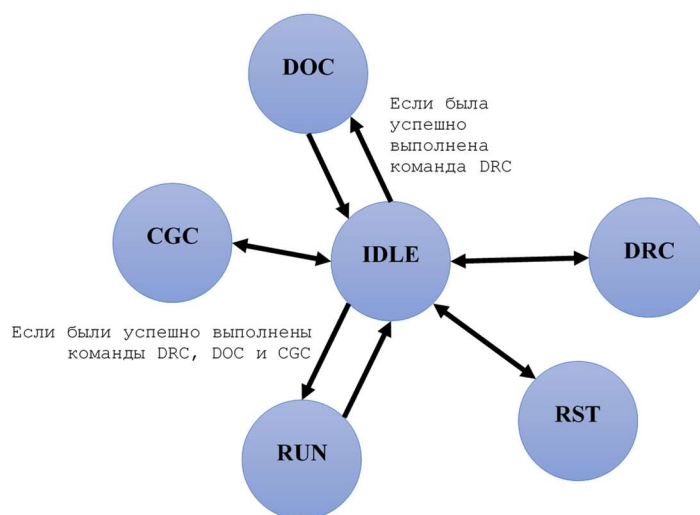 DOC
Если была
успешно
выполнена
команда DRC
CGC
IDLE
DRC
Если были успешно выполнены
команды DRC, DOC и CGC
RUN
RST